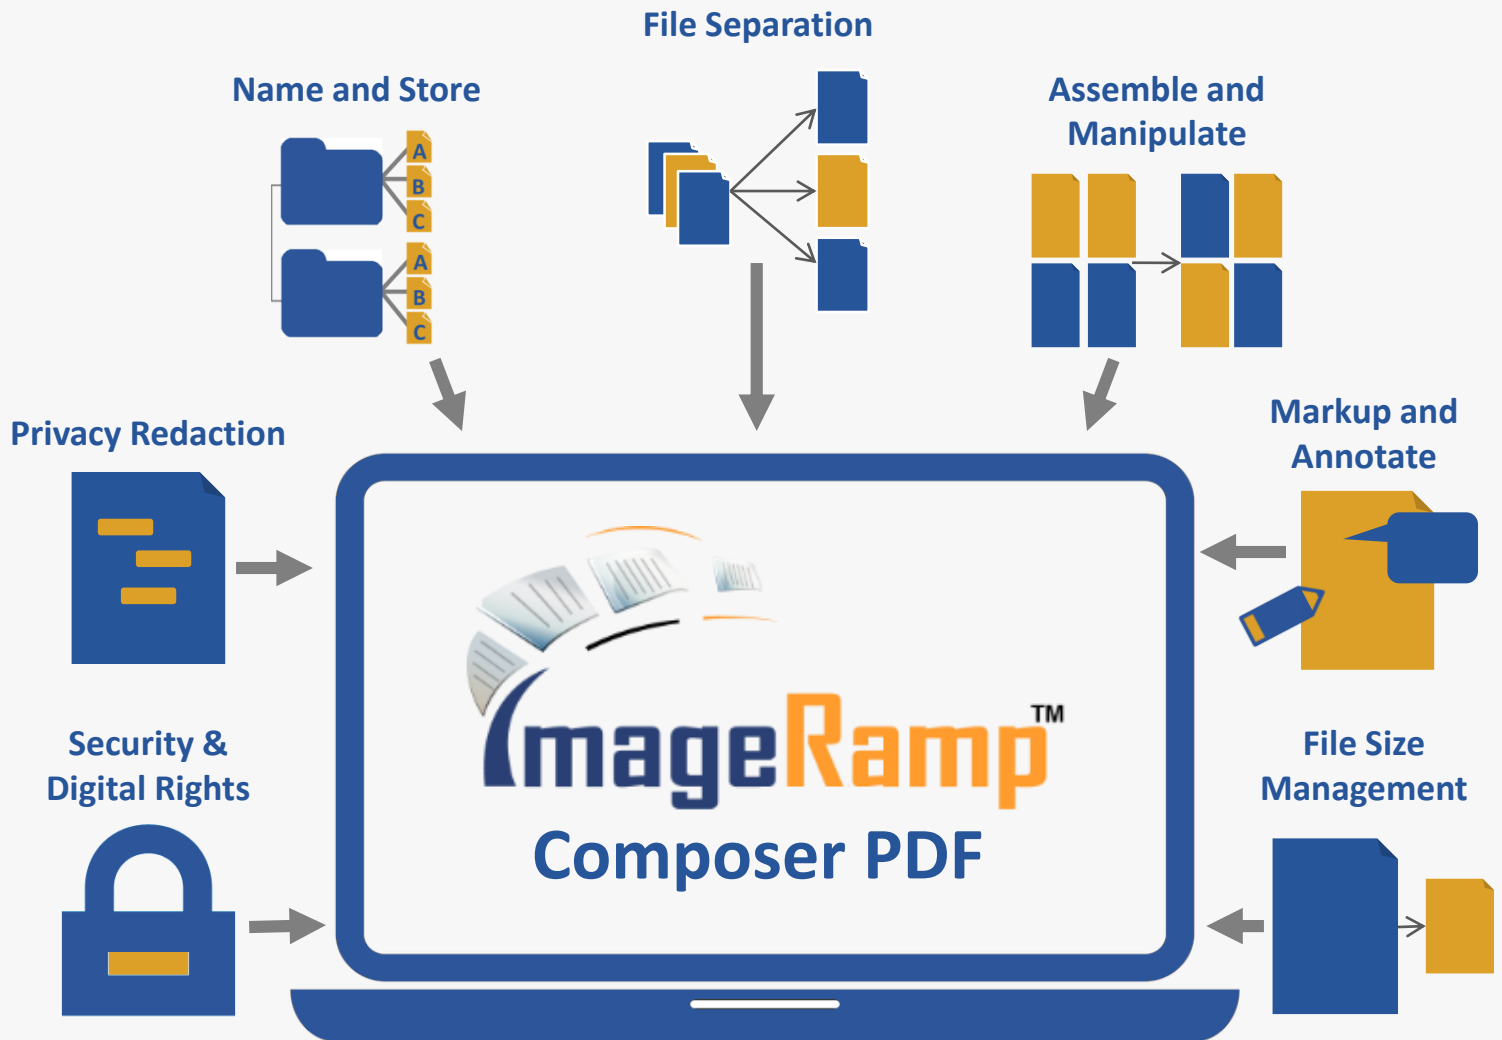 File Separation
Name and Store
A
B
C
A
B
C
Assemble and
Manipulate
Privacy Redaction
Markup and
Annotate
Security &
Digital Rights
File Size
Management
ImageRamp™
Composer PDF